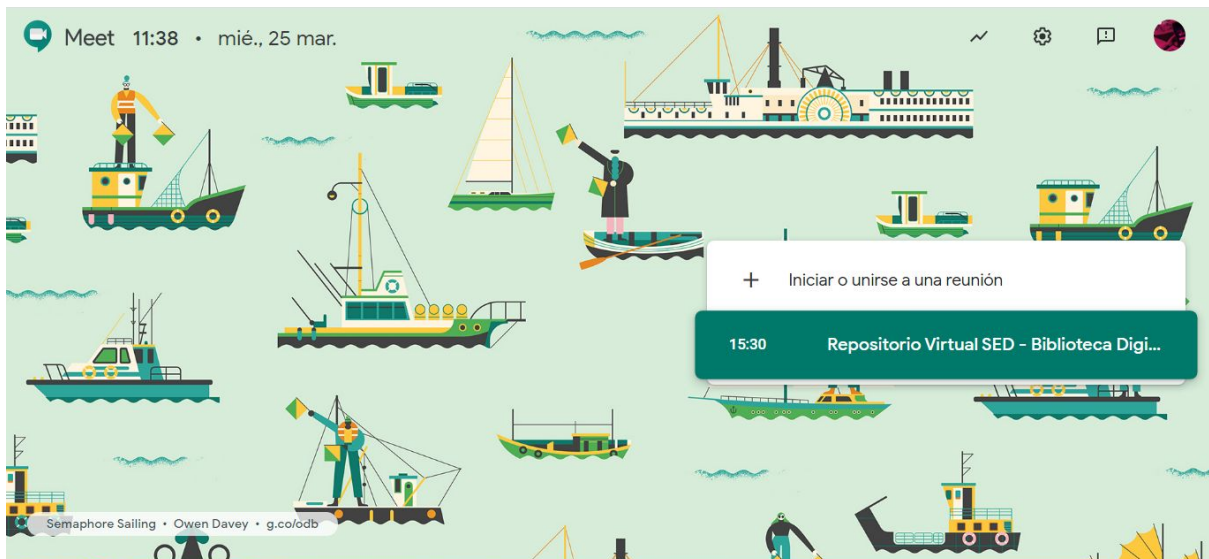 Meet 11:38 • mié., 25 mar.
Iniciar o unirse a una reunión
15:30 Repositorio Virtual SED - Biblioteca Digi...
Semaphore Sailing • Owen Davey • g.co/odb